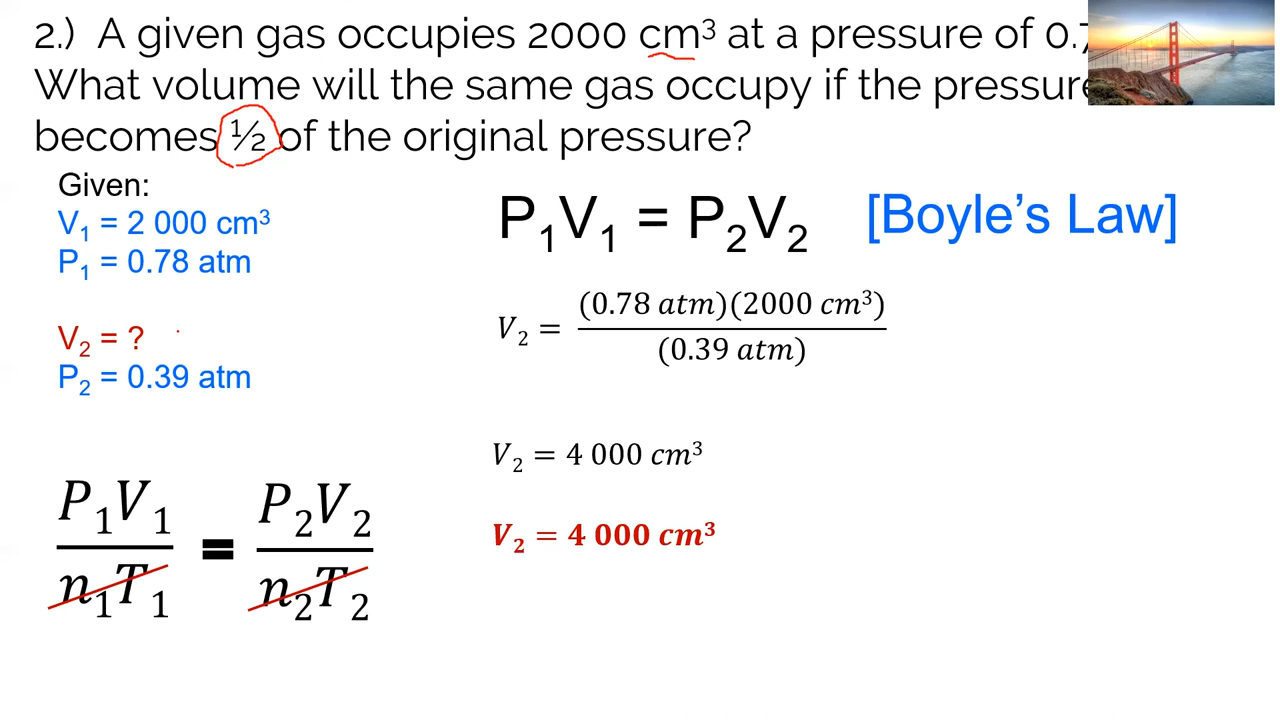 2.) A given gas occupies 2000 cm³ at a pressure of 0.7
What volume will the same gas occupy if the pressure
becomes ½ of the original pressure?
Given:
V₁ = 2 000 cm³
P₁ = 0.78 atm
V₂ = ?
P₂ = 0.39 atm
P₁V₁ = P₂V₂ [Boyle’s Law]
V₂ = (0.78 atm)(2000 cm³)
(0.39 atm)
V₂ = 4 000 cm³
V₂ = 4 000 cm³
P₁V₁ = P₂V₂
n₁T₁ n₂T₂